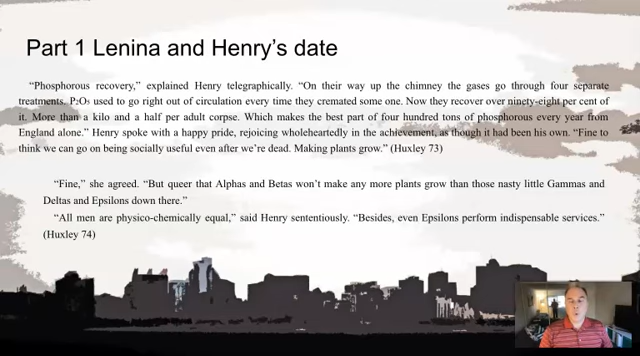 Part 1 Lenina and Henry’s date
“Phosphorous recovery,” explained Henry telegraphically. “On their way up the chimney the gases go through four separate
treatments. P₂O₅ used to go right out of circulation every time they cremated some one. Now they recover over ninety-eight per cent of
it. More than a kilo and a half per adult corpse. Which makes the best part of four hundred tons of phosphorous every year from
England alone.” Henry spoke with a happy pride, rejoicing wholeheartedly in the achievement, as though it had been his own. “Fine to
think we can go on being socially useful even after we’re dead. Making plants grow.” (Huxley 73)
“Fine,” she agreed. “But queer that Alphas and Betas won’t make any more plants grow than those nasty little Gammas and
Deltas and Epsilons down there.”
“All men are physico-chemically equal,” said Henry sententiously. “Besides, even Epsilons perform indispensable services.”
(Huxley 74)